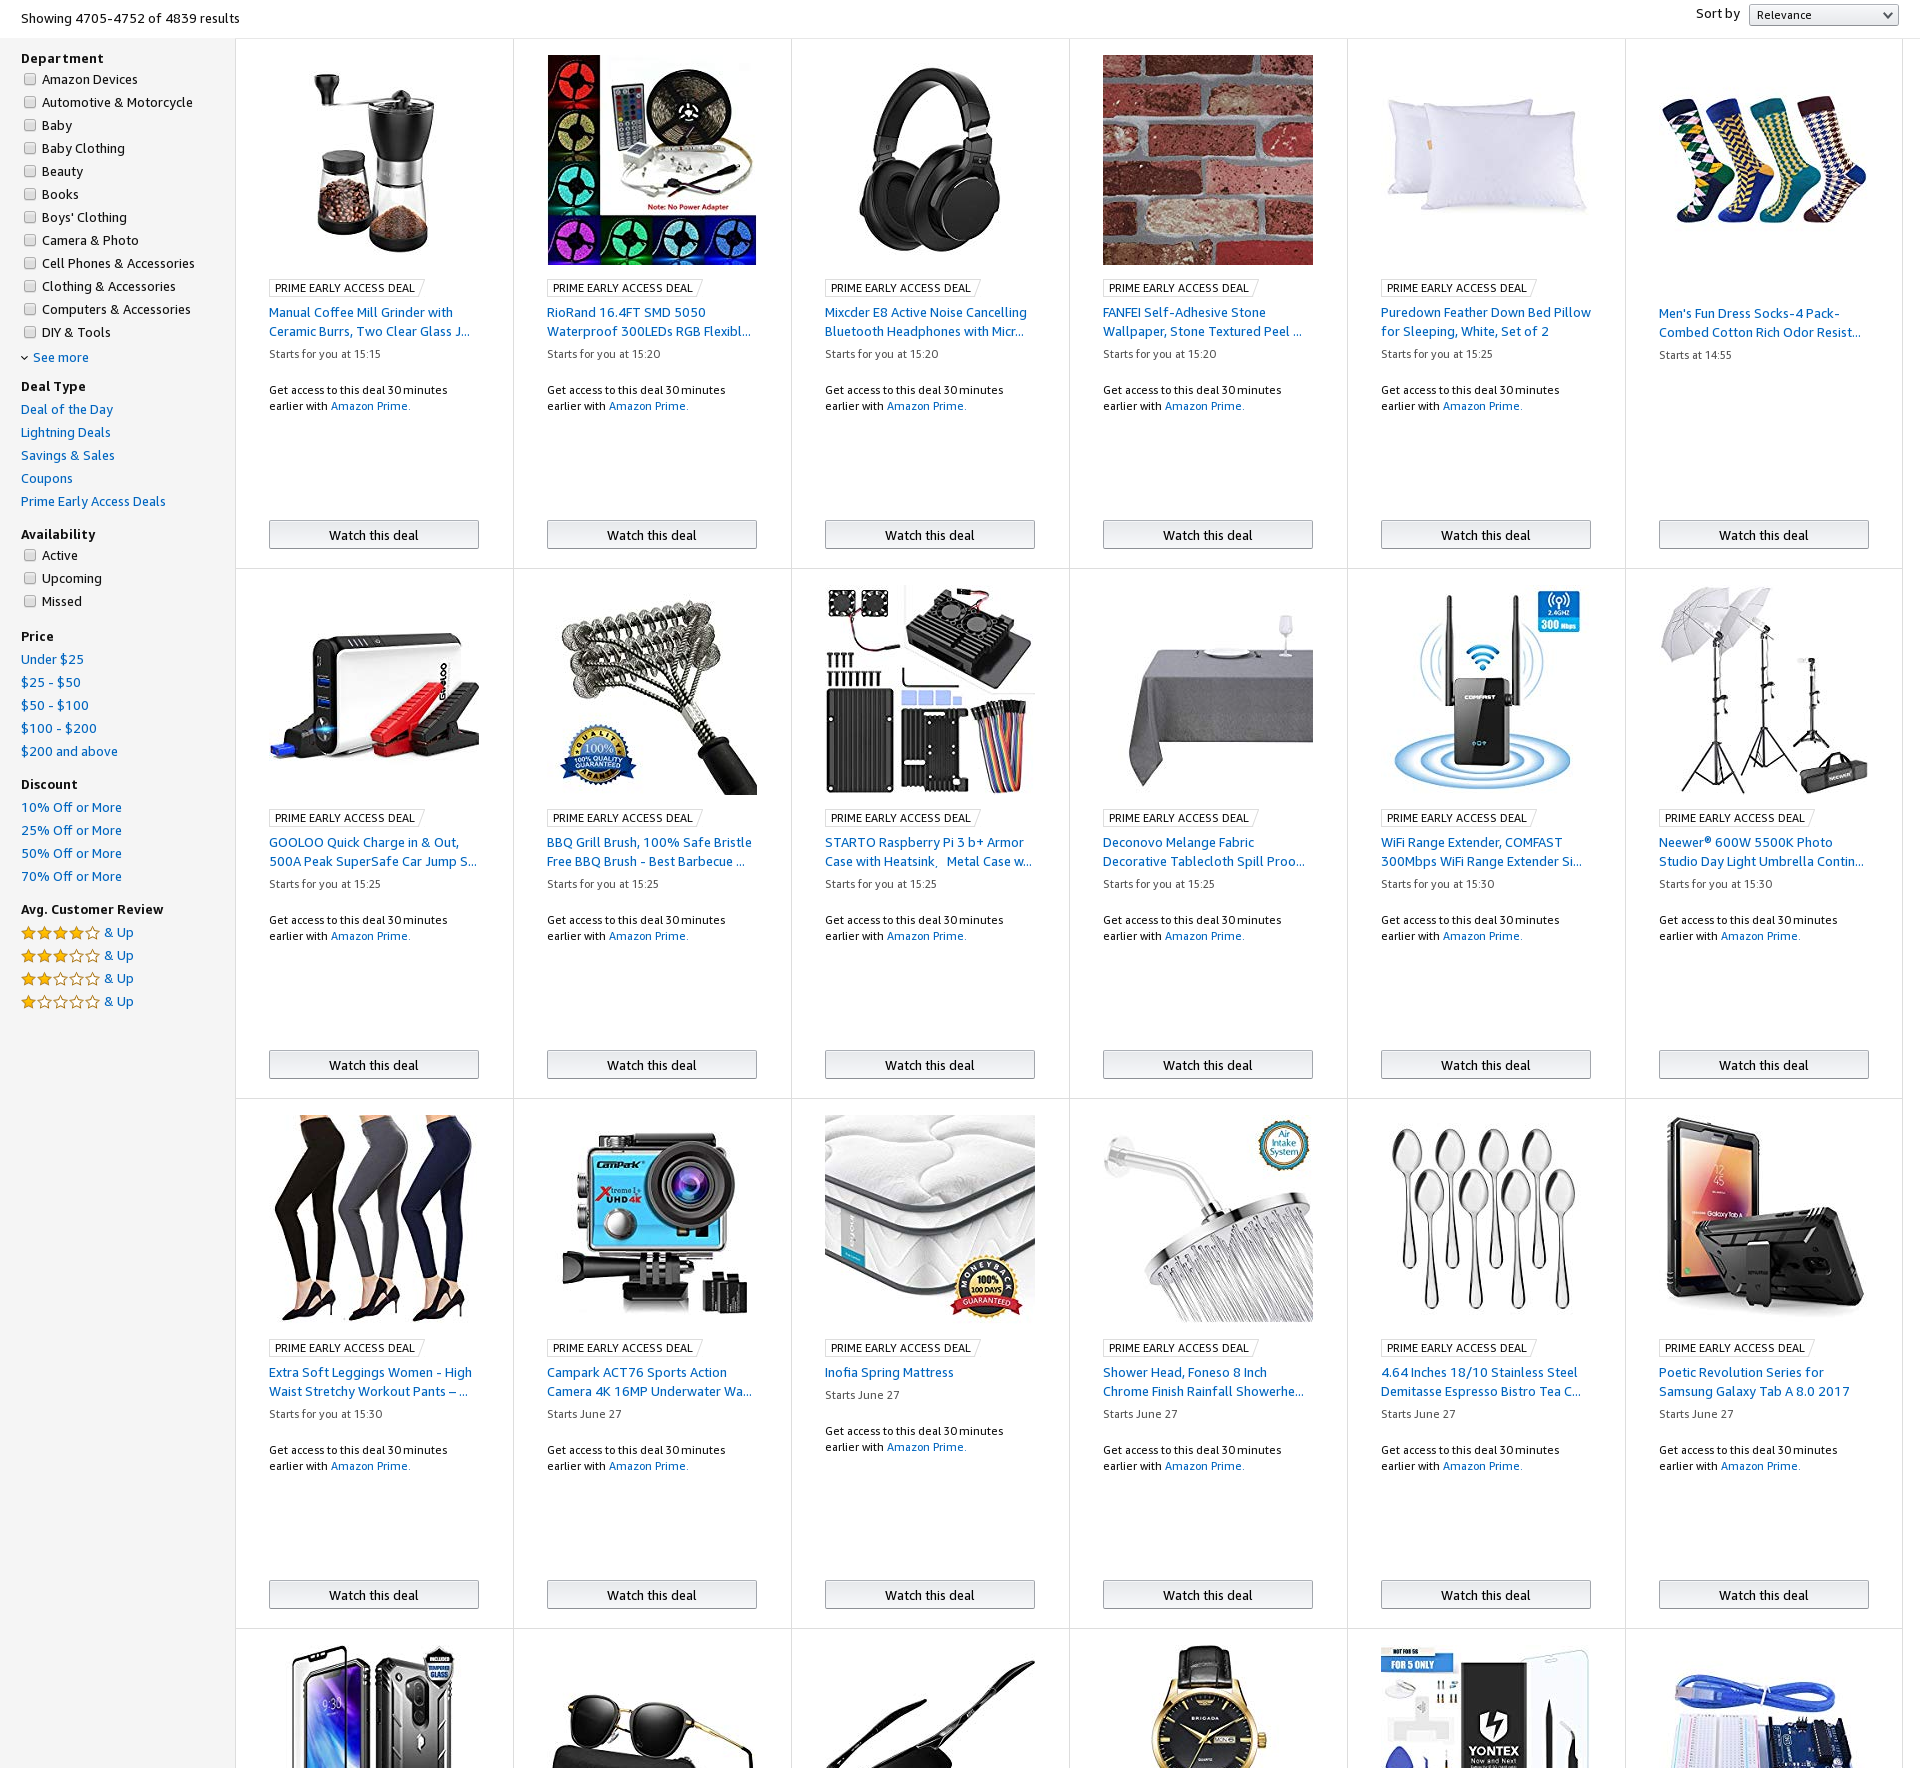 Showing 4705-4752 of 4839 results
Sort by
Relevance
Department
Amazon Devices
Automotive & Motorcycle
Baby
Baby Clothing
Beauty
Books
Boys' Clothing
Camera & Photo
Cell Phones & Accessories
Clothing & Accessories
Computers & Accessories
DIY & Tools
See more
Deal Type
Deal of the Day
Lightning Deals
Savings & Sales
Coupons
Prime Early Access Deals
Availability
Active
Upcoming
Missed
Price
Under $25
$25 - $50
$50 - $100
$100 - $200
$200 and above
Discount
10% Off or More
25% Off or More
50% Off or More
70% Off or More
Avg. Customer Review
& Up
& Up
& Up
& Up
PRIME EARLY ACCESS DEAL
Manual Coffee Mill Grinder with
Ceramic Burrs, Two Clear Glass J...
Starts for you at 15:15
Get access to this deal 30 minutes
earlier with Amazon Prime.
Watch this deal
Note: No Power Adapter
PRIME EARLY ACCESS DEAL
RioRand 16.4FT SMD 5050
Waterproof 300LEDs RGB Flexibl...
Starts for you at 15:20
Get access to this deal 30 minutes
earlier with Amazon Prime.
Watch this deal
PRIME EARLY ACCESS DEAL
Mixcder E8 Active Noise Cancelling
Bluetooth Headphones with Micr...
Starts for you at 15:20
Get access to this deal 30 minutes
earlier with Amazon Prime.
Watch this deal
PRIME EARLY ACCESS DEAL
FANFEI Self-Adhesive Stone
Wallpaper, Stone Textured Peel ...
Starts for you at 15:20
Get access to this deal 30 minutes
earlier with Amazon Prime.
Watch this deal
PRIME EARLY ACCESS DEAL
Puredown Feather Down Bed Pillow
for Sleeping, White, Set of 2
Starts for you at 15:25
Get access to this deal 30 minutes
earlier with Amazon Prime.
Watch this deal
Men's Fun Dress Socks-4 Pack-
Combed Cotton Rich Odor Resist...
Starts at 14:55
Watch this deal
GOOLOO
PRIME EARLY ACCESS DEAL
GOOLOO Quick Charge in & Out,
500A Peak SuperSafe Car Jump S...
Starts for you at 15:25
Get access to this deal 30 minutes
earlier with Amazon Prime.
Watch this deal
QUALITY
100%
100% QUALITY
GUARANTEED
PRIME EARLY ACCESS DEAL
BBQ Grill Brush, 100% Safe Bristle
Free BBQ Brush - Best Barbecue ...
Starts for you at 15:25
Get access to this deal 30 minutes
earlier with Amazon Prime.
Watch this deal
PRIME EARLY ACCESS DEAL
STARTO Raspberry Pi 3 b+ Armor
Case with Heatsink, Metal Case w...
Starts for you at 15:25
Get access to this deal 30 minutes
earlier with Amazon Prime.
Watch this deal
PRIME EARLY ACCESS DEAL
Deconovo Melange Fabric
Decorative Tablecloth Spill Proo...
Starts for you at 15:25
Get access to this deal 30 minutes
earlier with Amazon Prime.
Watch this deal
2.4GHZ
300 Mbps
COMFAST
PRIME EARLY ACCESS DEAL
WiFi Range Extender, COMFAST
300Mbps WiFi Range Extender Si...
Starts for you at 15:30
Get access to this deal 30 minutes
earlier with Amazon Prime.
Watch this deal
NEEWER
PRIME EARLY ACCESS DEAL
Neewer® 600W 5500K Photo
Studio Day Light Umbrella Contin...
Starts for you at 15:30
Get access to this deal 30 minutes
earlier with Amazon Prime.
Watch this deal
PRIME EARLY ACCESS DEAL
Extra Soft Leggings Women - High
Waist Stretchy Workout Pants – ...
Starts for you at 15:30
Get access to this deal 30 minutes
earlier with Amazon Prime.
Watch this deal
CamPark
Xtreme I+
UHD 4K
PRIME EARLY ACCESS DEAL
Campark ACT76 Sports Action
Camera 4K 16MP Underwater Wa...
Starts June 27
Get access to this deal 30 minutes
earlier with Amazon Prime.
Watch this deal
inofia
MONEYBACK
100%
100 DAYS
GUARANTEED
PRIME EARLY ACCESS DEAL
Inofia Spring Mattress
Starts June 27
Get access to this deal 30 minutes
earlier with Amazon Prime.
Watch this deal
Air
Intake
System
PRIME EARLY ACCESS DEAL
Shower Head, Foneso 8 Inch
Chrome Finish Rainfall Showerhe...
Starts June 27
Get access to this deal 30 minutes
earlier with Amazon Prime.
Watch this deal
PRIME EARLY ACCESS DEAL
4.64 Inches 18/10 Stainless Steel
Demitasse Espresso Bistro Tea C...
Starts June 27
Get access to this deal 30 minutes
earlier with Amazon Prime.
Watch this deal
12
45
Galaxy Tab A
PRIME EARLY ACCESS DEAL
Poetic Revolution Series for
Samsung Galaxy Tab A 8.0 2017
Starts June 27
Get access to this deal 30 minutes
earlier with Amazon Prime.
Watch this deal
INCLUDED
TEMPERED
GLASS
9:30
BRIGADA
QUARTZ
NOT FOR 5S
FOR 5 ONLY
YONTEX
Now and Next